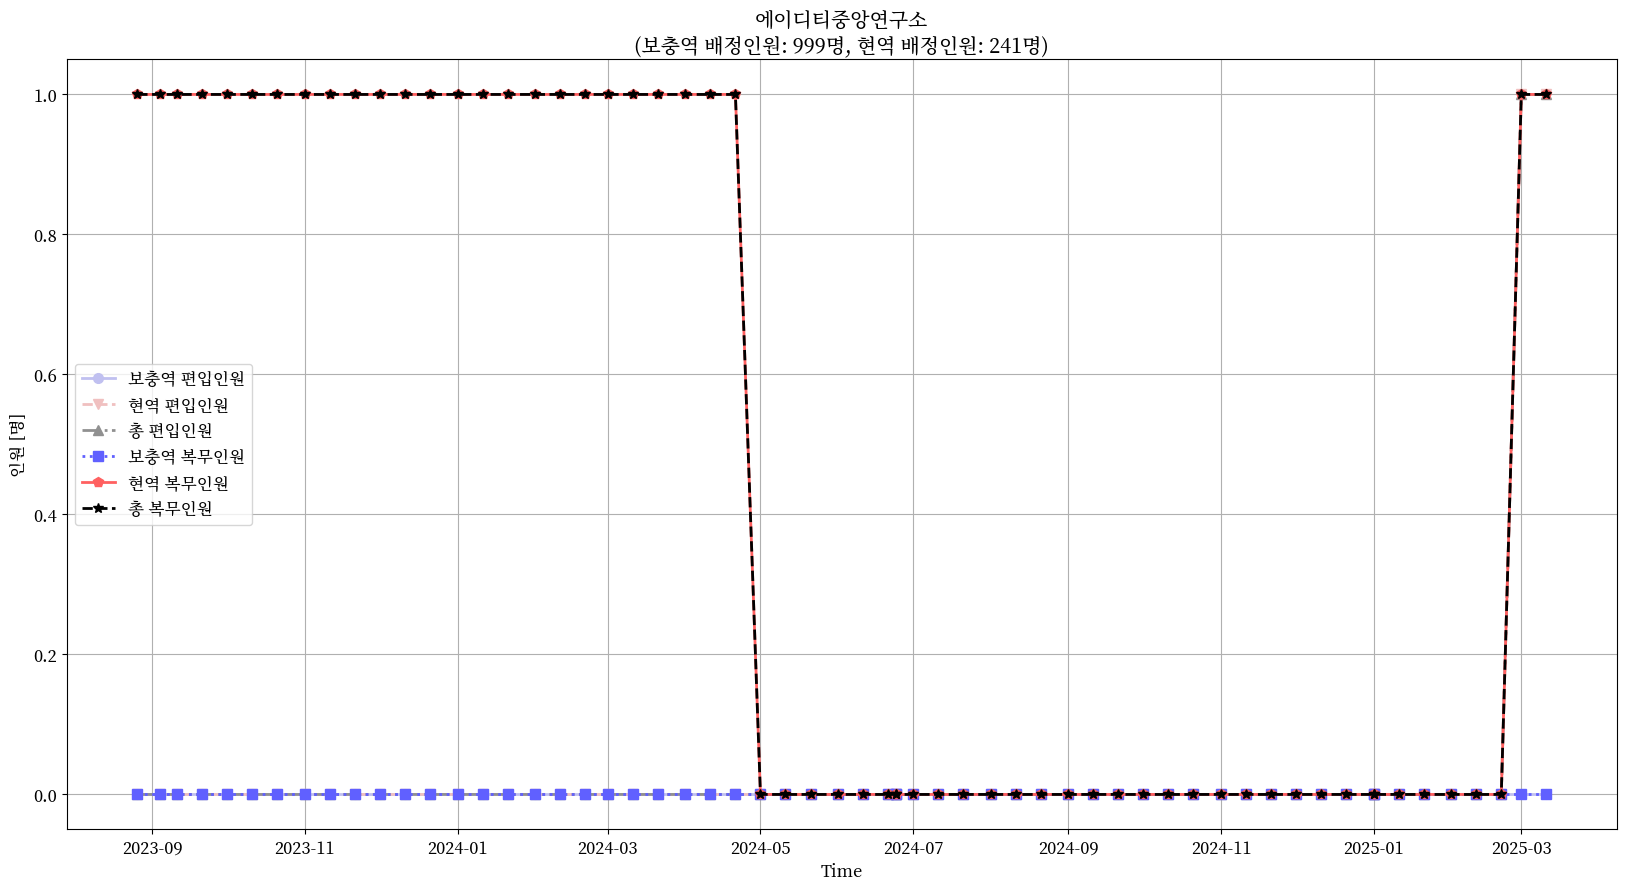 에이디티중앙연구소
(보충역 배정인원: 999명, 현역 배정인원: 241명)
1.0
0.8
0.6
0.4
0.2
0.0
인원 [명]
보충역 편입인원
현역 편입인원
총 편입인원
보충역 복무인원
현역 복무인원
총 복무인원
2023-09
2023-11
2024-01
2024-03
2024-05
2024-07
2024-09
2024-11
2025-01
2025-03
Time